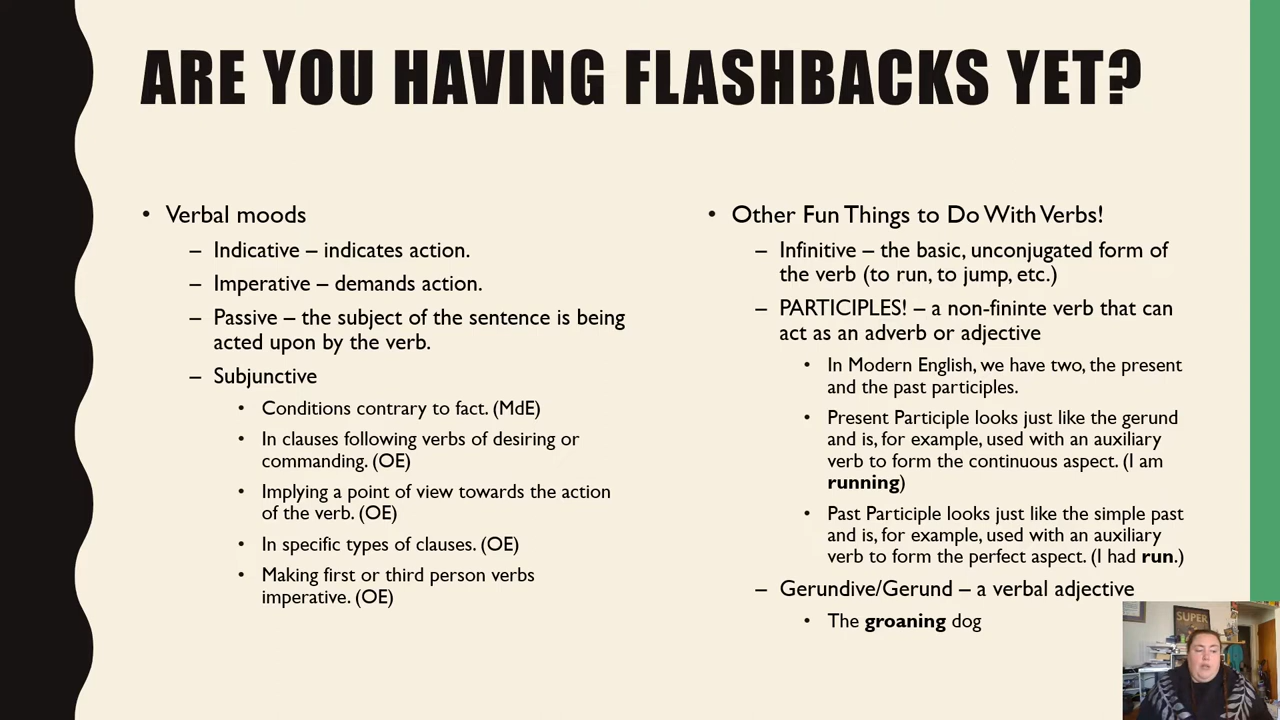 ARE YOU HAVING FLASHBACKS YET?
• Verbal moods
– Indicative – indicates action.
– Imperative – demands action.
– Passive – the subject of the sentence is being
acted upon by the verb.
– Subjunctive
• Conditions contrary to fact. (MdE)
• In clauses following verbs of desiring or
commanding. (OE)
• Implying a point of view towards the action
of the verb. (OE)
• In specific types of clauses. (OE)
• Making first or third person verbs
imperative. (OE)
• Other Fun Things to Do With Verbs!
– Infinitive – the basic, unconjugated form of
the verb (to run, to jump, etc.)
– PARTICIPLES! – a non-fininte verb that can
act as an adverb or adjective
• In Modern English, we have two, the present
and the past participles.
• Present Participle looks just like the gerund
and is, for example, used with an auxiliary
verb to form the continuous aspect. (I am
running)
• Past Participle looks just like the simple past
and is, for example, used with an auxiliary
verb to form the perfect aspect. (I had run.)
– Gerundive/Gerund – a verbal adjective
• The groaning dog
SUPER